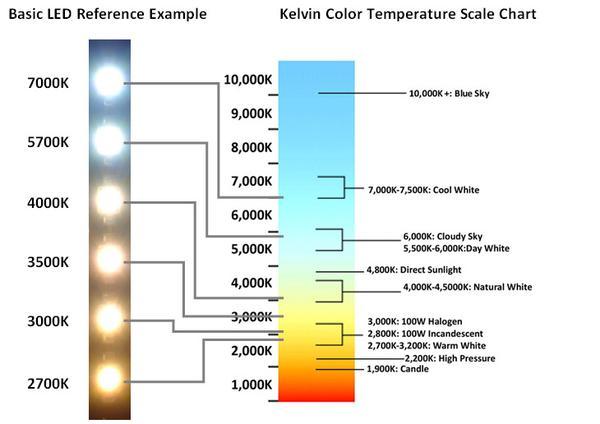 Basic LED Reference Example
Kelvin Color Temperature Scale Chart
7000K
5700K
4000K
3500K
3000K
2700K
10,000K
9,000K
8,000K
7,000K
6,000K
5,000K
4,000K
3,000K
2,000K
1,000K
10,000K+: Blue Sky
7,000K-7,500K: Cool White
6,000K: Cloudy Sky
5,500K-6,000K:Day White
4,800K: Direct Sunlight
4,000K-4,5000K: Natural White
3,000K: 100W Halogen
2,800K: 100W Incandescent
2,700K-3,200K: Warm White
2,200K: High Pressure
1,900K: Candle